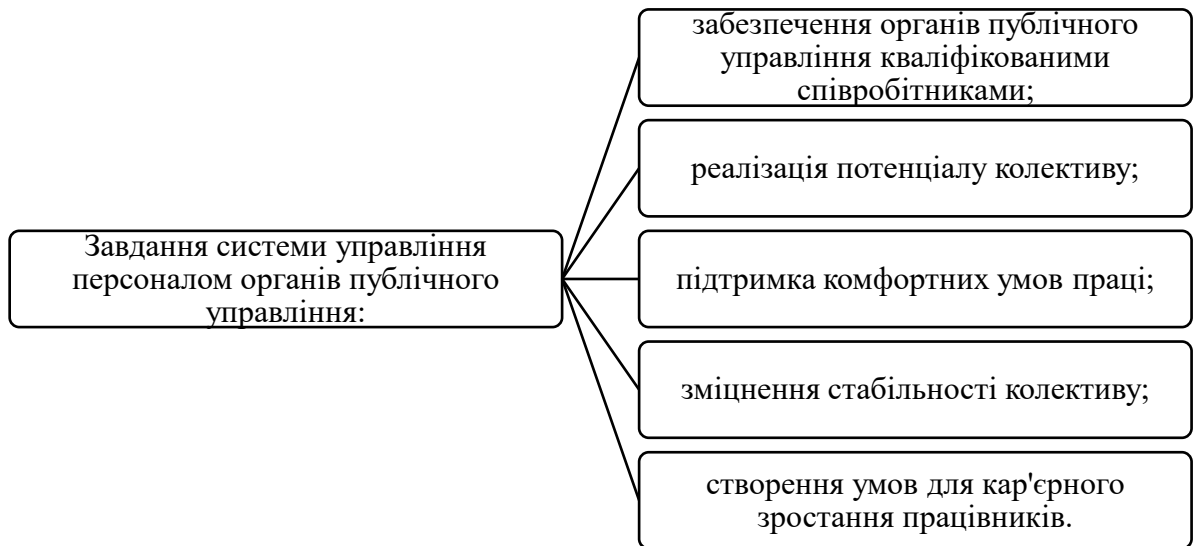 Завдання системи управління
персоналом органів публічного
управління:
забезпечення органів публічного
управління кваліфікованими
співробітниками;
реалізація потенціалу колективу;
підтримка комфортних умов праці;
зміцнення стабільності колективу;
створення умов для кар'єрного
зростання працівників.